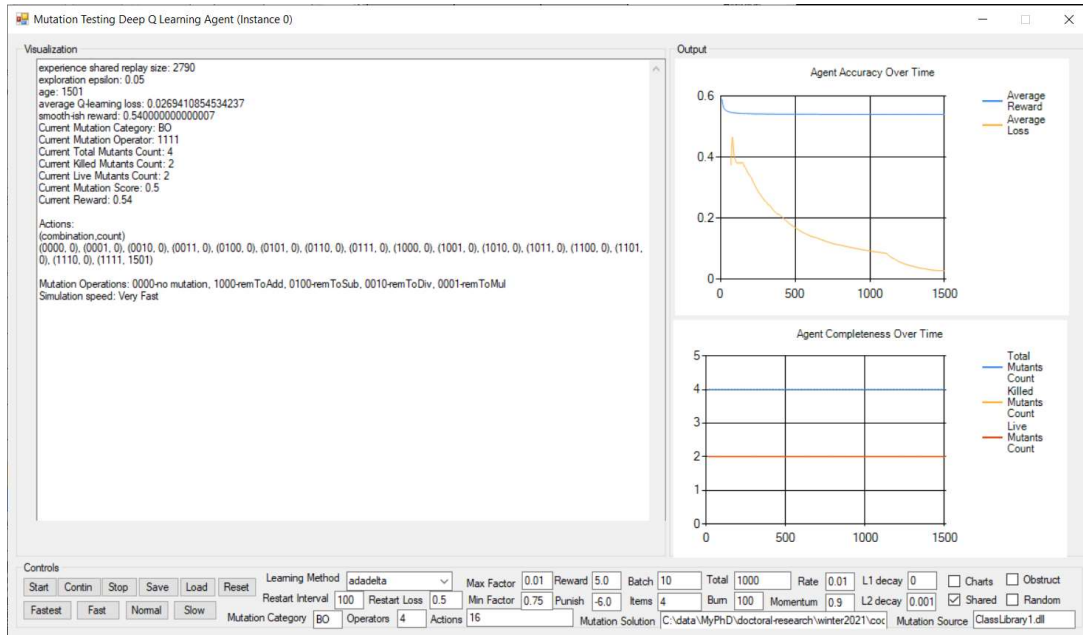 Mutation Testing Deep Q Learning Agent (Instance 0)
Visualization
experience shared replay size: 2790
exploration epsilon: 0.05
age: 1501
average Q-learning loss: 0.0269410854534237
smooth-ish reward: 0.540000000000007
Current Mutation Category: BO
Current Mutation Operator: 1111
Current Total Mutants Count: 4
Current Killed Mutants Count: 2
Current Live Mutants Count: 2
Current Mutation Score: 0.5
Current Reward: 0.54
Actions:
(combination,count)
(0000, 0), (0001, 0), (0010, 0), (0011, 0), (0100, 0), (0101, 0), (0110, 0), (0111, 0), (1000, 0), (1001, 0), (1010, 0), (1011, 0), (1100, 0), (1101,
0), (1110, 0), (1111, 1501)
Mutation Operations: 0000-no mutation, 1000-remToAdd, 0100-remToSub, 0010-remToDiv, 0001-remToMul
Simulation speed: Very Fast
Output
Agent Accuracy Over Time
0.6
0.4
0.2
0
0 500 1000 1500
Average
Reward
Average
Loss
Agent Completeness Over Time
5
4
3
2
1
0
0 500 1000 1500
Total
Mutants
Count
Killed
Mutants
Count
Live
Mutants
Count
Controls
Start Contin Stop Save Load Reset Learning Method adadelta Max Factor 0.01 Reward 5.0 Batch 10 Total 1000 Rate 0.01 L1 decay 0 Charts Obstruct
Fastest Fast Normal Slow Restart Interval 100 Restart Loss 0.5 Min Factor 0.75 Punish -6.0 Items 4 Burn 100 Momentum 0.9 L2 decay 0.001 Shared Random
Mutation Category BO Operators 4 Actions 16 Mutation Solution C:\data\MyPhD\doctoral-research\winter2021\coc Mutation Source ClassLibrary1.dll